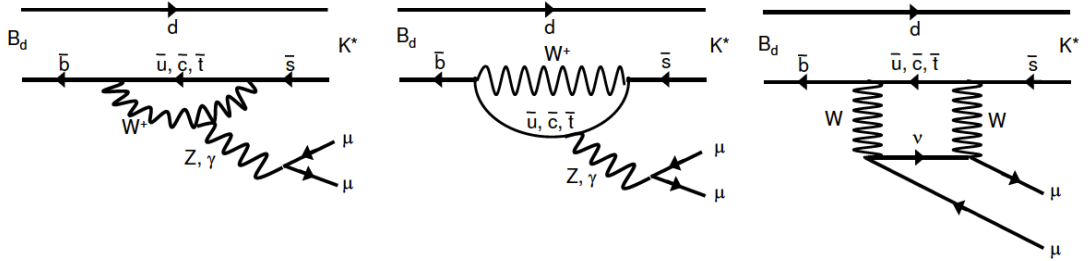 d
B_d K*
b̄ ū, c̄, t̄ s̄
W⁺
Z, γ
μ
μ
d
B_d K*
W⁺
b̄ s̄
ū, c̄, t̄
Z, γ
μ
μ
d
B_d K*
b̄ ū, c̄, t̄ s̄
W W
ν
μ
μ